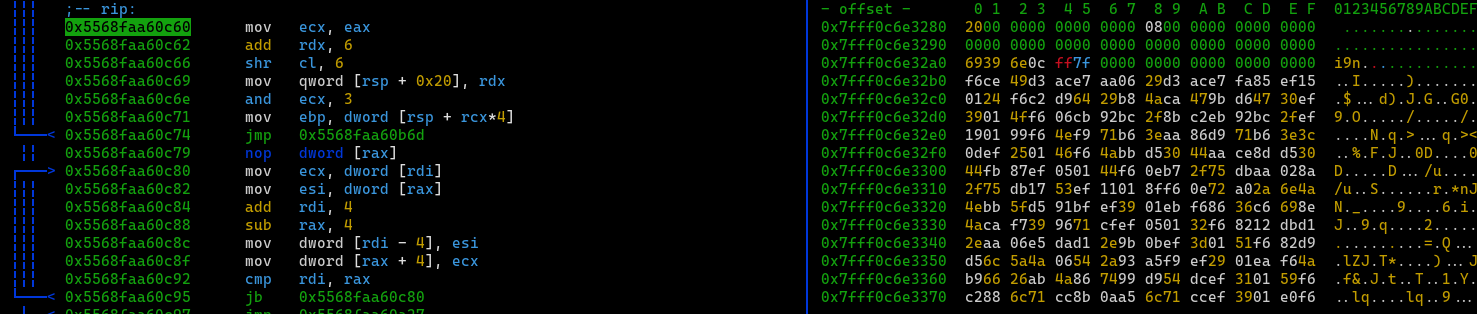 ;-- rip:
0x5568faa60c60 mov ecx, eax
0x5568faa60c62 add rdx, 6
0x5568faa60c66 shr cl, 6
0x5568faa60c69 mov qword [rsp + 0x20], rdx
0x5568faa60c6e and ecx, 3
0x5568faa60c71 mov ebp, dword [rsp + rcx*4]
0x5568faa60c74 jmp 0x5568faa60b6d
0x5568faa60c79 nop dword [rax]
0x5568faa60c80 mov ecx, dword [rdi]
0x5568faa60c82 mov esi, dword [rax]
0x5568faa60c84 add rdi, 4
0x5568faa60c88 sub rax, 4
0x5568faa60c8c mov dword [rdi - 4], esi
0x5568faa60c8f mov dword [rax + 4], ecx
0x5568faa60c92 cmp rdi, rax
0x5568faa60c95 jb 0x5568faa60c80
- offset - 0 1 2 3 4 5 6 7 8 9 A B C D E F 0123456789ABCDEF
0x7fff0c6e3280 2000 0000 0000 0000 0800 0000 0000 0000 ................
0x7fff0c6e3290 0000 0000 0000 0000 0000 0000 0000 0000 ................
0x7fff0c6e32a0 6939 6e0c ff7f 0000 0000 0000 0000 0000 i9n.............
0x7fff0c6e32b0 f6ce 49d3 ace7 aa06 29d3 ace7 fa85 ef15 ..I.....).......
0x7fff0c6e32c0 0124 f6c2 d964 29b8 4aca 479b d647 30ef .$...d).J.G..G0.
0x7fff0c6e32d0 3901 4ff6 06cb 92bc 2f8b c2eb 92bc 2fef 9.O...../...../.
0x7fff0c6e32e0 1901 99f6 4ef9 71b6 3eaa 86d9 71b6 3e3c ....N.q.>...q.><
0x7fff0c6e32f0 0def 2501 46f6 4abb d530 44aa ce8d d530 ..%.F.J..0D....0
0x7fff0c6e3300 44fb 87ef 0501 44f6 0eb7 2f75 dbaa 028a D.....D.../u....
0x7fff0c6e3310 2f75 db17 53ef 1101 8ff6 0e72 a02a 6e4a /u..S......r.*nJ
0x7fff0c6e3320 4ebb 5fd5 91bf ef39 01eb f686 36c6 698e N._....9....6.i.
0x7fff0c6e3330 4aca f739 9671 cfef 0501 32f6 8212 dbd1 J..9.q....2.....
0x7fff0c6e3340 2eaa 06e5 dad1 2e9b 0bef 3d01 51f6 82d9 ..........=.Q...
0x7fff0c6e3350 d56c 5a4a 0654 2a93 a5f9 ef29 01ea f64a .lZJ.T*....)...J
0x7fff0c6e3360 b966 26ab 4a86 7499 d954 dcef 3101 59f6 .f&.J.t..T..1.Y.
0x7fff0c6e3370 c288 6c71 cc8b 0aa5 6c71 ccef 3901 e0f6 ..lq....lq..9...